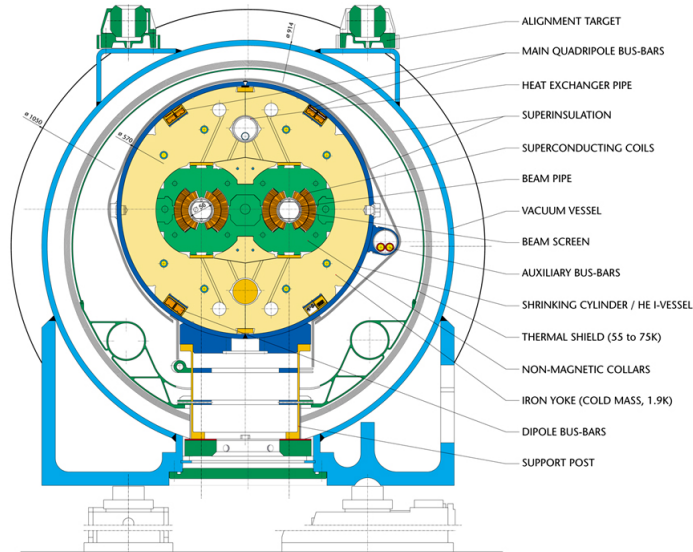 ALIGNMENT TARGET
MAIN QUADRIPOLE BUS-BARS
HEAT EXCHANGER PIPE
SUPERINSULATION
SUPERCONDUCTING COILS
BEAM PIPE
VACUUM VESSEL
BEAM SCREEN
AUXILIARY BUS-BARS
SHRINKING CYLINDER / HE I-VESSEL
THERMAL SHIELD (55 to 75K)
NON-MAGNETIC COLLARS
IRON YOKE (COLD MASS, 1.9K)
DIPOLE BUS-BARS
SUPPORT POST
ø 914
ø 1050
ø 570